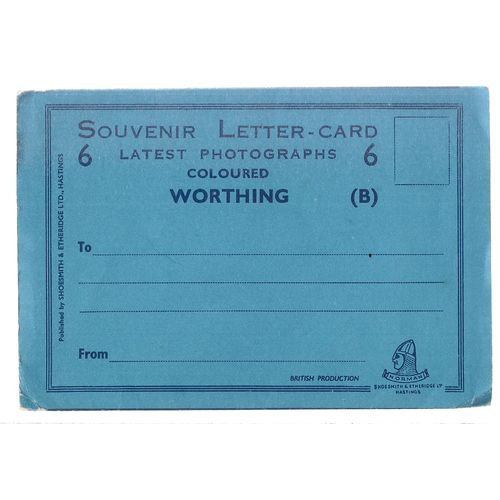 SOUVENIR LETTER-CARD
6 LATEST PHOTOGRAPHS 6
COLOURED
WORTHING (B)
To
From
BRITISH PRODUCTION
NORMAN
SHOESMITH & ETHERIDGE LTD
HASTINGS
Published by SHOESMITH & ETHERIDGE LTD., HASTINGS